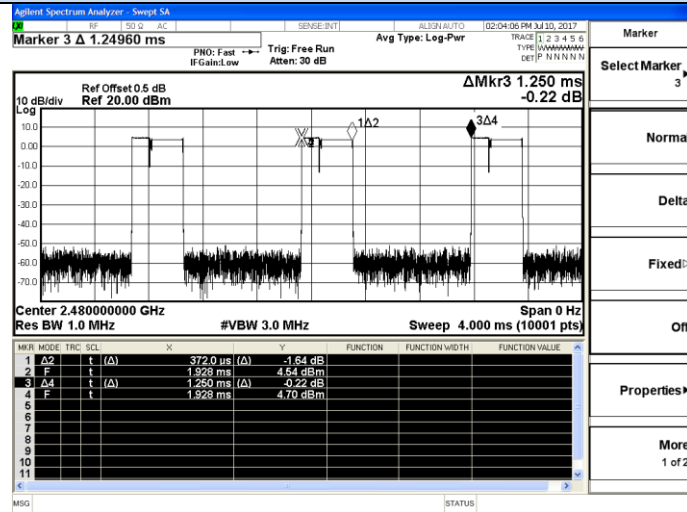 Agilent Spectrum Analyzer - Swept SA
RF 50 Ω AC SENSE:INT ALIGN AUTO 02:04:06 PM Jul 10, 2017
Marker 3 Δ 1.24960 ms
PNO: Fast
IFGain:Low
Trig: Free Run
Atten: 30 dB
Avg Type: Log-Pwr
TRACE 1 2 3 4 5 6
TYPE WWWWWW
DET P N N N N N
Ref Offset 0.5 dB
Ref 20.00 dBm
10 dB/div
Log
ΔMkr3 1.250 ms
-0.22 dB
1Δ2
3Δ4
10.0
0.00
-10.0
-20.0
-30.0
-40.0
-50.0
-60.0
-70.0
Center 2.480000000 GHz Span 0 Hz
Res BW 1.0 MHz #VBW 3.0 MHz Sweep 4.000 ms (10001 pts)
MKR MODE TRC SCL X Y FUNCTION FUNCTION WIDTH FUNCTION VALUE
1 Δ2 t (Δ) 372.0 us (Δ) -1.64 dB
2 F t 1.928 ms 4.54 dBm
3 Δ4 t (Δ) 1.250 ms (Δ) -0.22 dB
4 F t 1.928 ms 4.70 dBm
5
6
7
8
9
10
11
MSG STATUS
Marker
Select Marker
3
Norma
Delta
Fixed
Off
Properties
More
1 of 2